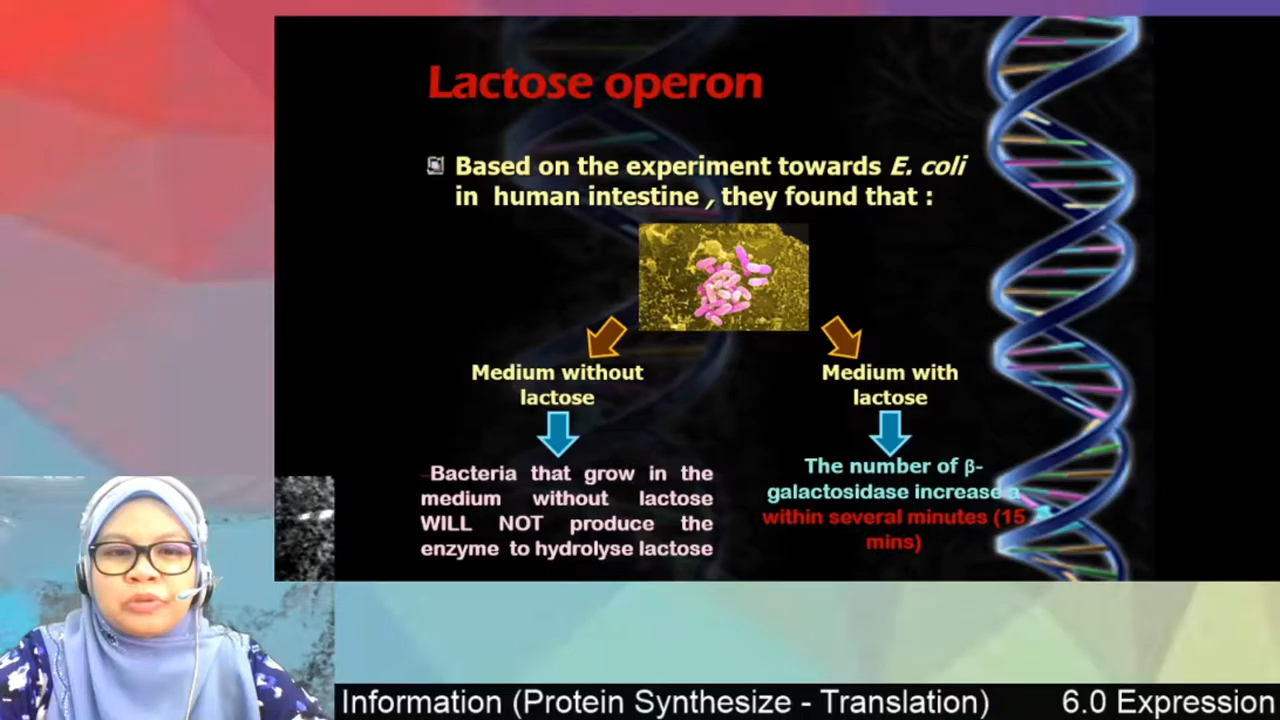 Lactose operon
Based on the experiment towards E. coli
in human intestine , they found that :
Medium without
lactose
Medium with
lactose
Bacteria that grow in the
medium without lactose
WILL NOT produce the
enzyme to hydrolyse lactose
The number of β-
galactosidase increase a
within several minutes (15
mins)
Information (Protein Synthesize - Translation) 6.0 Expression